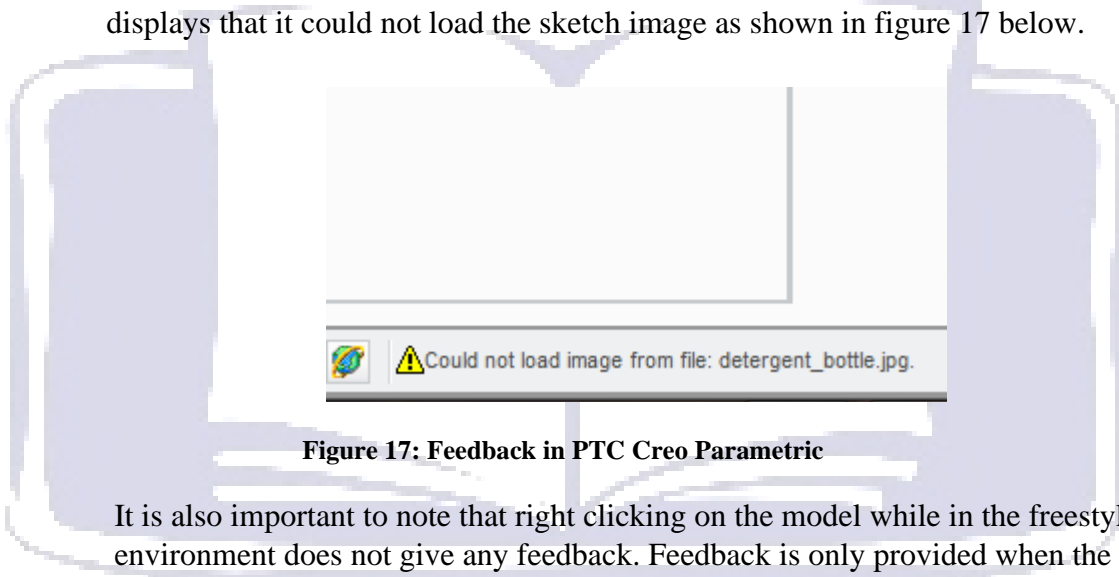 displays that it could not load the sketch image as shown in figure 17 below.
Could not load image from file: detergent_bottle.jpg.
Figure 17: Feedback in PTC Creo Parametric
It is also important to note that right clicking on the model while in the
environment does not give any feedback. Feedback is only provided when the